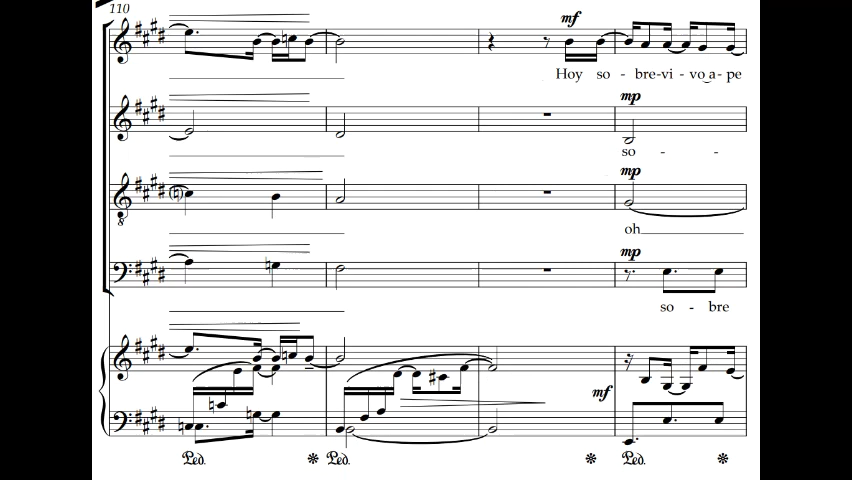 110
mf
Hoy so - bre-vi - vo a - pe
mp
so - -
mp
8
oh
mp
so - bre
mf
Ped. * Ped. * Ped. *